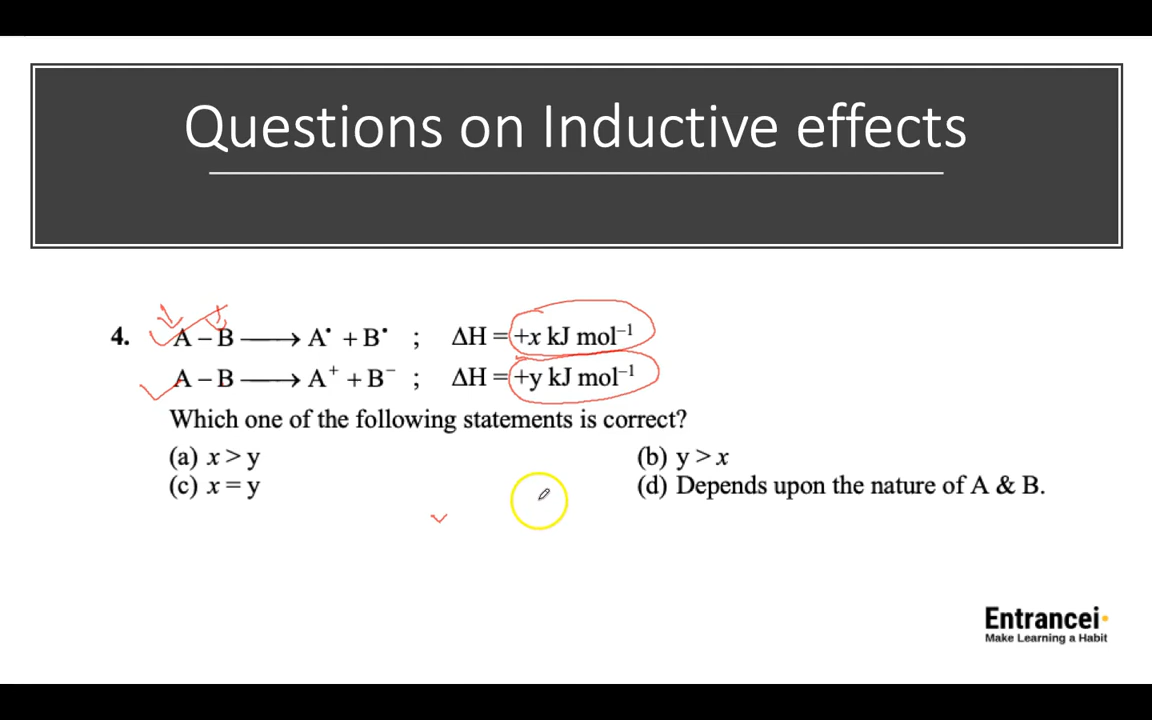 Questions on Inductive effects
4. A – B ⟶ A• + B• ; ΔH = +x kJ mol⁻¹
A – B ⟶ A⁺ + B⁻ ; ΔH = +y kJ mol⁻¹
Which one of the following statements is correct?
(a) x > y (b) y > x
(c) x = y (d) Depends upon the nature of A & B.
Entrancei
Make Learning a Habit